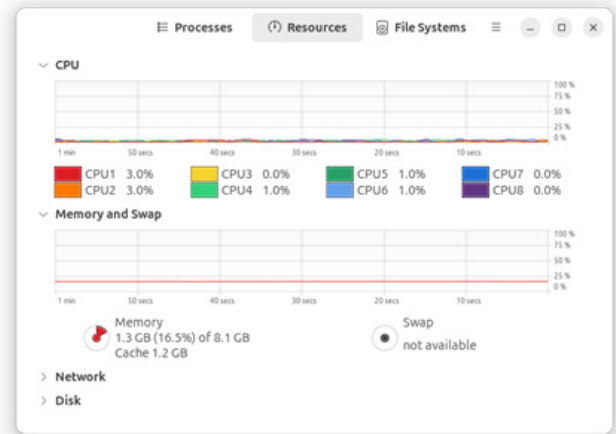 Processes Resources File Systems
CPU
100 %
75 %
50 %
25 %
0 %
1 min 50 secs 40 secs 30 secs 20 secs 10 secs
CPU1 3.0% CPU3 0.0% CPU5 1.0% CPU7 0.0%
CPU2 3.0% CPU4 1.0% CPU6 1.0% CPU8 0.0%
Memory and Swap
100 %
75 %
50 %
25 %
0 %
1 min 50 secs 40 secs 30 secs 20 secs 10 secs
Memory
1.3 GB (16.5%) of 8.1 GB
Cache 1.2 GB
Swap
not available
Network
Disk